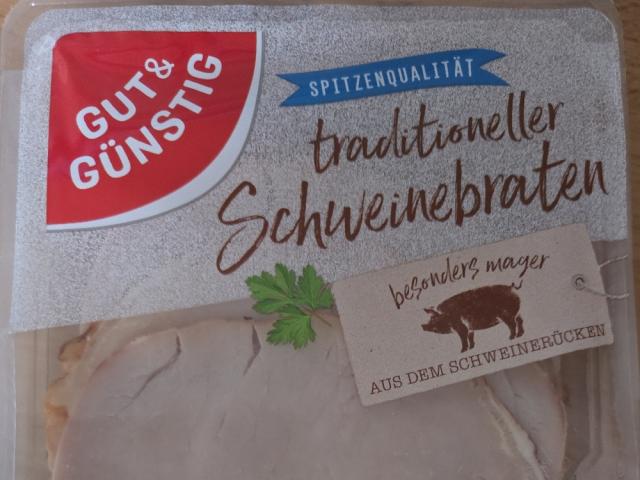 GUT&
GÜNSTIG
SPITZENQUALITÄT
traditioneller
Schweinebraten
besonders mager
AUS DEM SCHWEINERÜCKEN